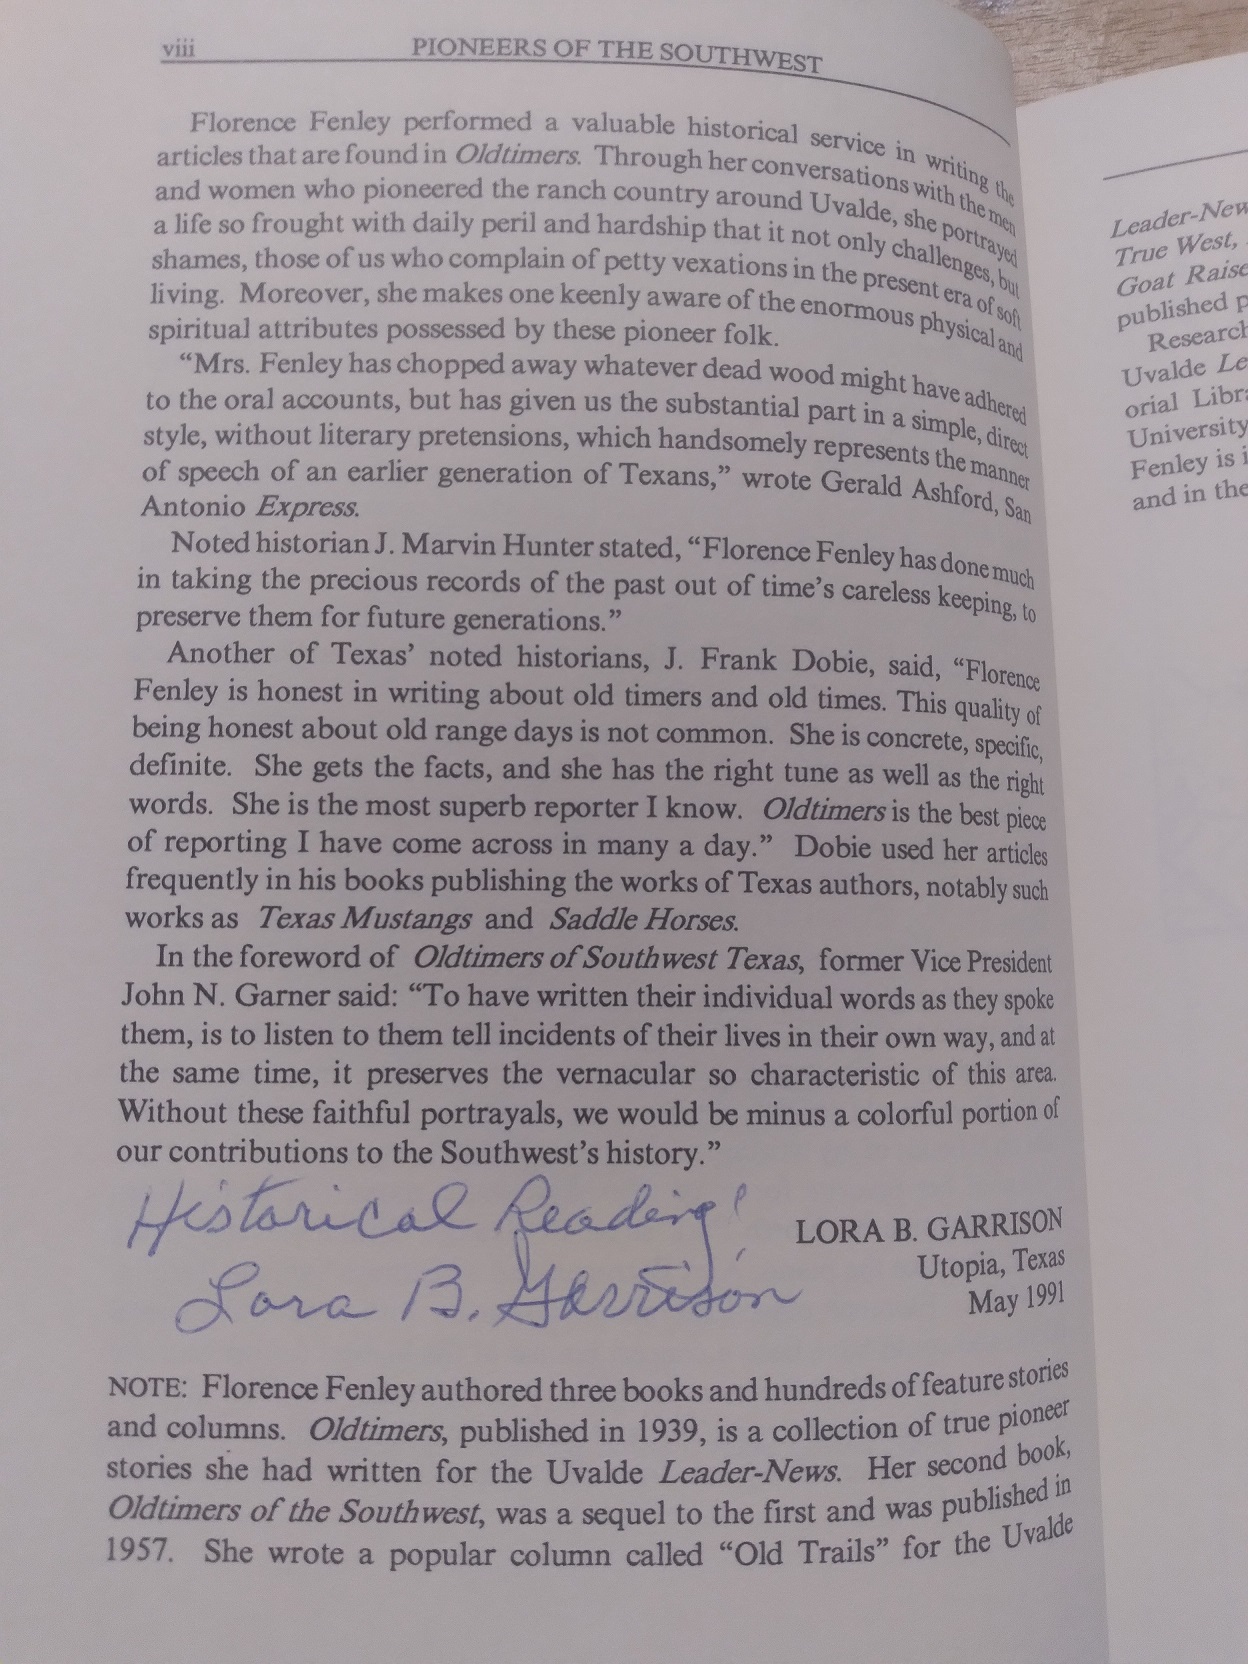 viii PIONEERS OF THE SOUTHWEST
Florence Fenley performed a valuable historical service in writing the
articles that are found in Oldtimers. Through her conversations with the men
and women who pioneered the ranch country around Uvalde, she portrayed
a life so frought with daily peril and hardship that it not only challenges, but
shames, those of us who complain of petty vexations in the present era of soft
living. Moreover, she makes one keenly aware of the enormous physical and
spiritual attributes possessed by these pioneer folk.
“Mrs. Fenley has chopped away whatever dead wood might have adhered
to the oral accounts, but has given us the substantial part in a simple, direct
style, without literary pretensions, which handsomely represents the manner
of speech of an earlier generation of Texans,” wrote Gerald Ashford, San
Antonio Express.
Noted historian J. Marvin Hunter stated, “Florence Fenley has done much
in taking the precious records of the past out of time’s careless keeping, to
preserve them for future generations.”
Another of Texas’ noted historians, J. Frank Dobie, said, “Florence
Fenley is honest in writing about old timers and old times. This quality of
being honest about old range days is not common. She is concrete, specific,
definite. She gets the facts, and she has the right tune as well as the right
words. She is the most superb reporter I know. Oldtimers is the best piece
of reporting I have come across in many a day.” Dobie used her articles
frequently in his books publishing the works of Texas authors, notably such
works as Texas Mustangs and Saddle Horses.
In the foreword of Oldtimers of Southwest Texas, former Vice President
John N. Garner said: “To have written their individual words as they spoke
them, is to listen to them tell incidents of their lives in their own way, and at
the same time, it preserves the vernacular so characteristic of this area.
Without these faithful portrayals, we would be minus a colorful portion of
our contributions to the Southwest’s history.”
Historical Reading!
Lora B. Garrison
LORA B. GARRISON
Utopia, Texas
May 1991
NOTE: Florence Fenley authored three books and hundreds of feature stories
and columns. Oldtimers, published in 1939, is a collection of true pioneer
stories she had written for the Uvalde Leader-News. Her second book,
Oldtimers of the Southwest, was a sequel to the first and was published in
1957. She wrote a popular column called “Old Trails” for the Uvalde
Leader-New
True West,
Goat Raise
published p
Research
Uvalde Le
orial Libra
University
Fenley is i
and in the